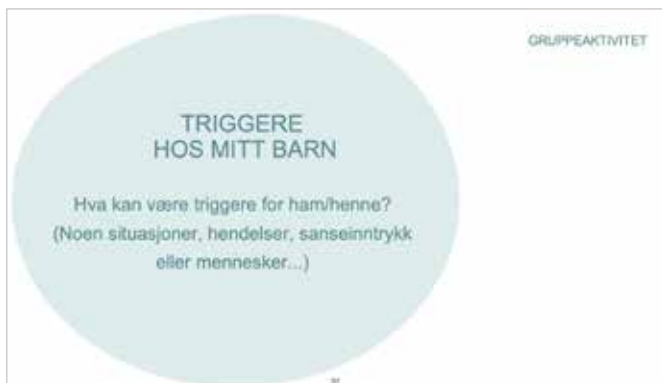 GRUPPEAKTIVITET
TRIGGERE
HOS MITT BARN
Hva kan være triggere for ham/henne?
(Noen situasjoner, hendelser, sanseinntrykk
eller mennesker...)